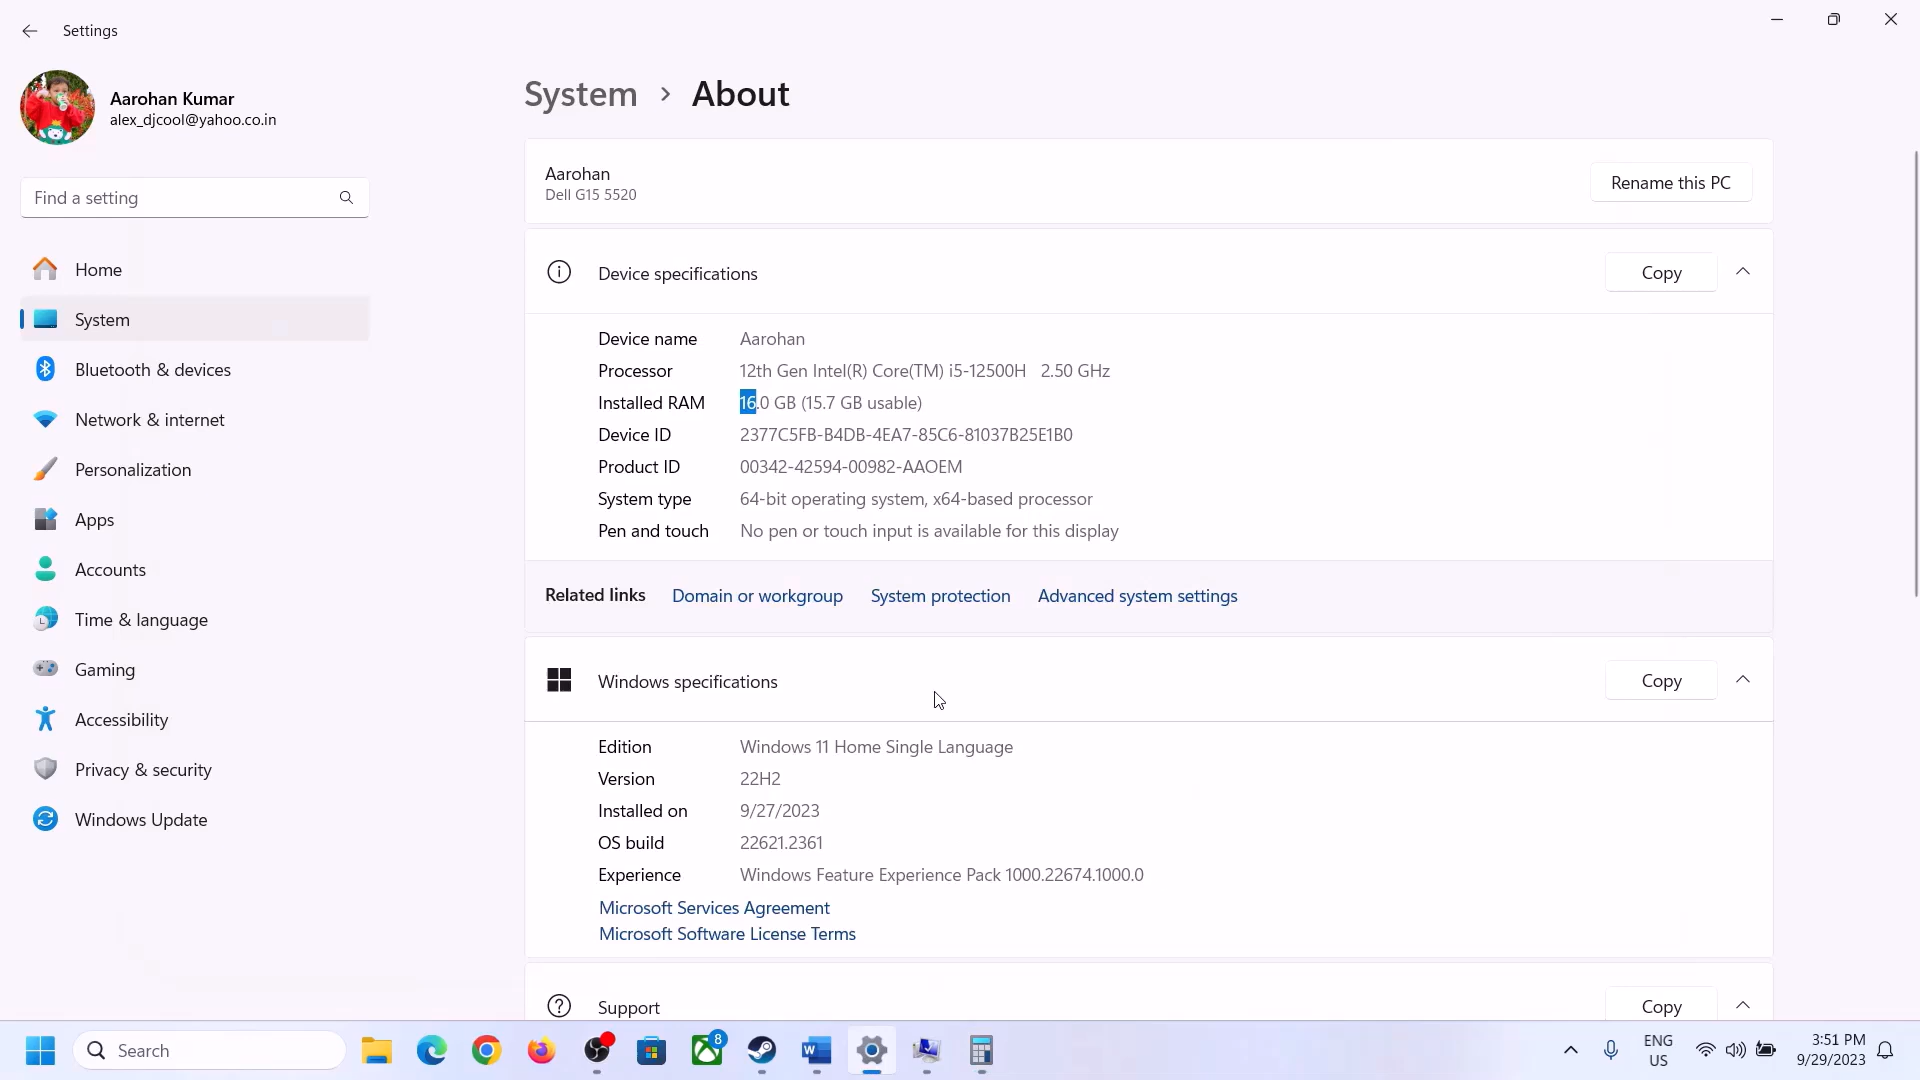 Settings
Aarohan Kumar
alex_djcool@yahoo.co.in
Find a setting
Home
System
Bluetooth & devices
Network & internet
Personalization
Apps
Accounts
Time & language
Gaming
Accessibility
Privacy & security
Windows Update
System > About
Aarohan
Dell G15 5520
Rename this PC
Device specifications
Copy
Device name Aarohan
Processor 12th Gen Intel(R) Core(TM) i5-12500H 2.50 GHz
Installed RAM 16.0 GB (15.7 GB usable)
Device ID 2377C5FB-B4DB-4EA7-85C6-81037B25E1B0
Product ID 00342-42594-00982-AAOEM
System type 64-bit operating system, x64-based processor
Pen and touch No pen or touch input is available for this display
Related links Domain or workgroup System protection Advanced system settings
Windows specifications
Copy
Edition Windows 11 Home Single Language
Version 22H2
Installed on 9/27/2023
OS build 22621.2361
Experience Windows Feature Experience Pack 1000.22674.1000.0
Microsoft Services Agreement
Microsoft Software License Terms
Support
Copy
Search
8
W
ENG
US
3:51 PM
9/29/2023